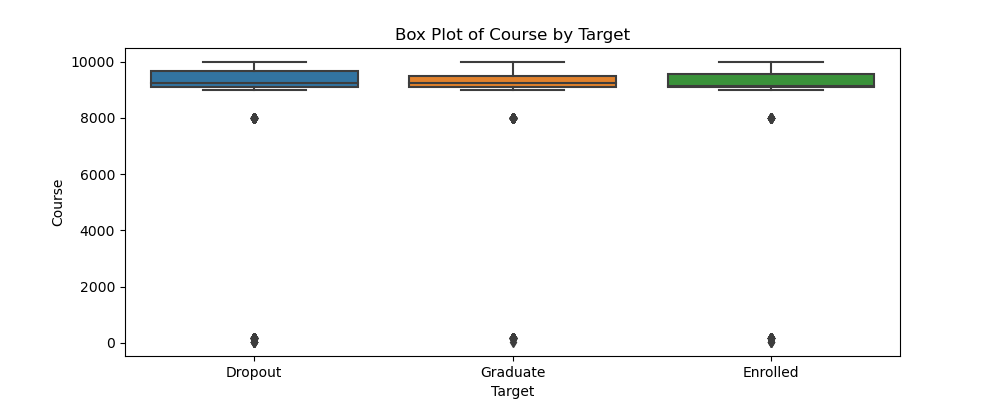 Box Plot of Course by Target
10000
8000
6000
4000
2000
0
Course
Dropout Graduate Enrolled
Target